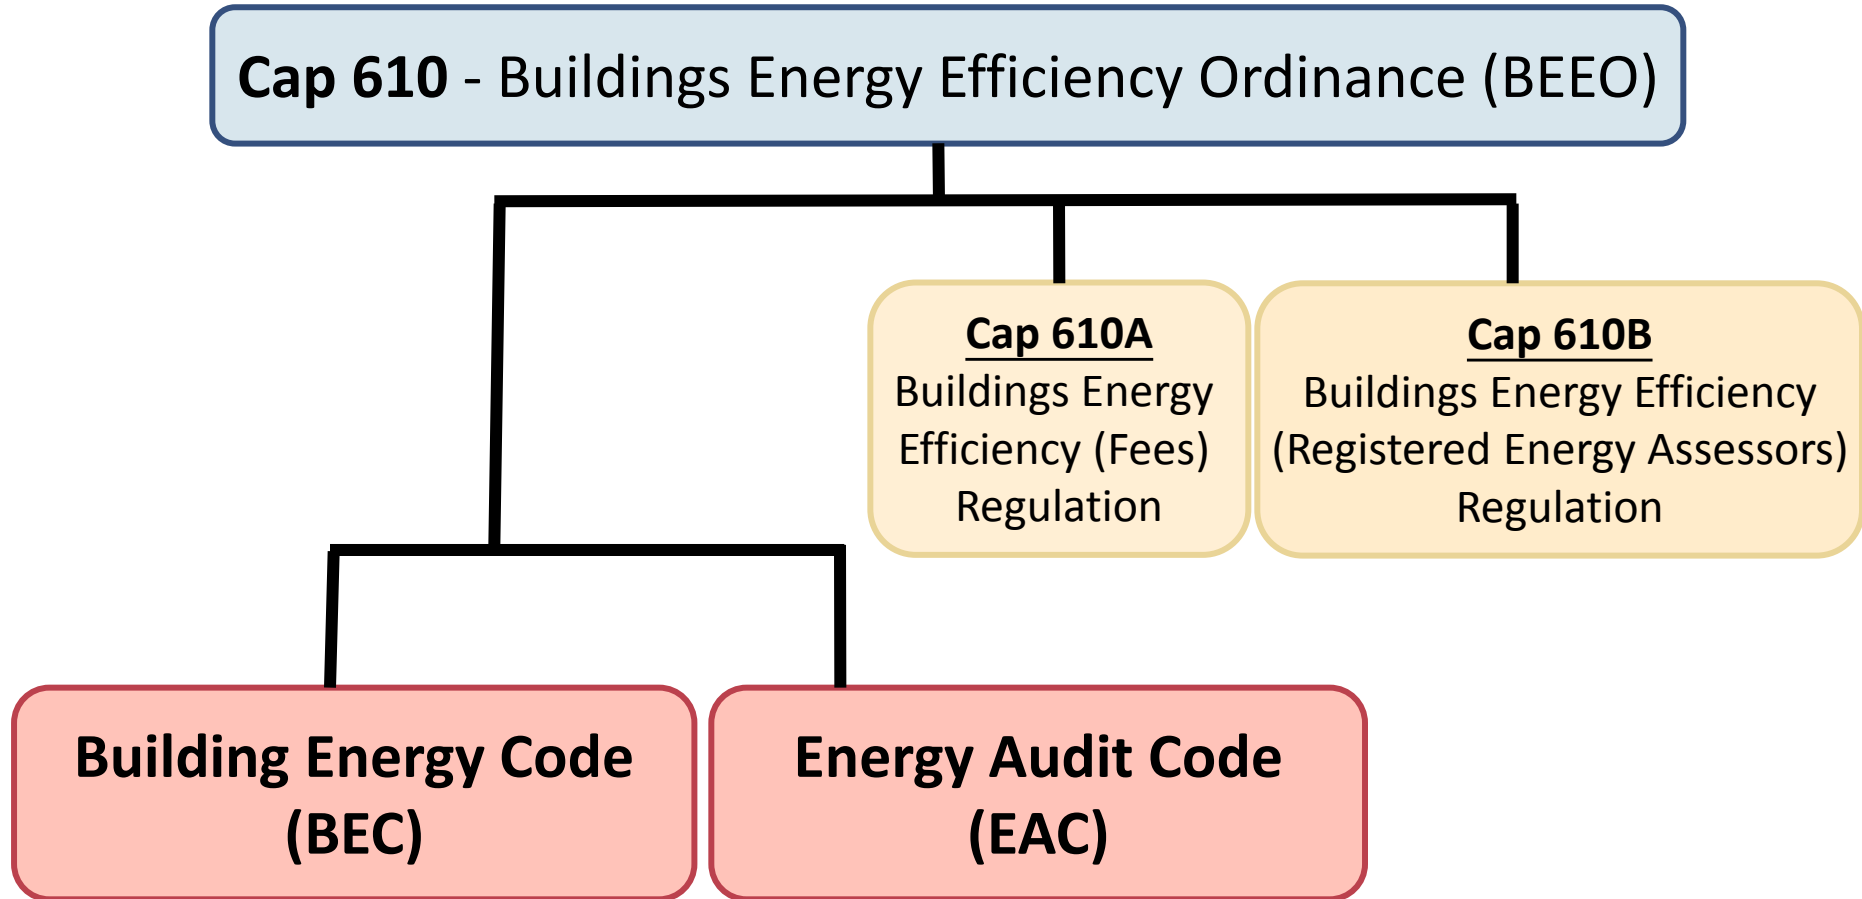 Cap 610 - Buildings Energy Efficiency Ordinance (BEEO)
Cap 610A
Buildings Energy
Efficiency (Fees)
Regulation
Cap 610B
Buildings Energy Efficiency
(Registered Energy Assessors)
Regulation
Building Energy Code
(BEC)
Energy Audit Code
(EAC)